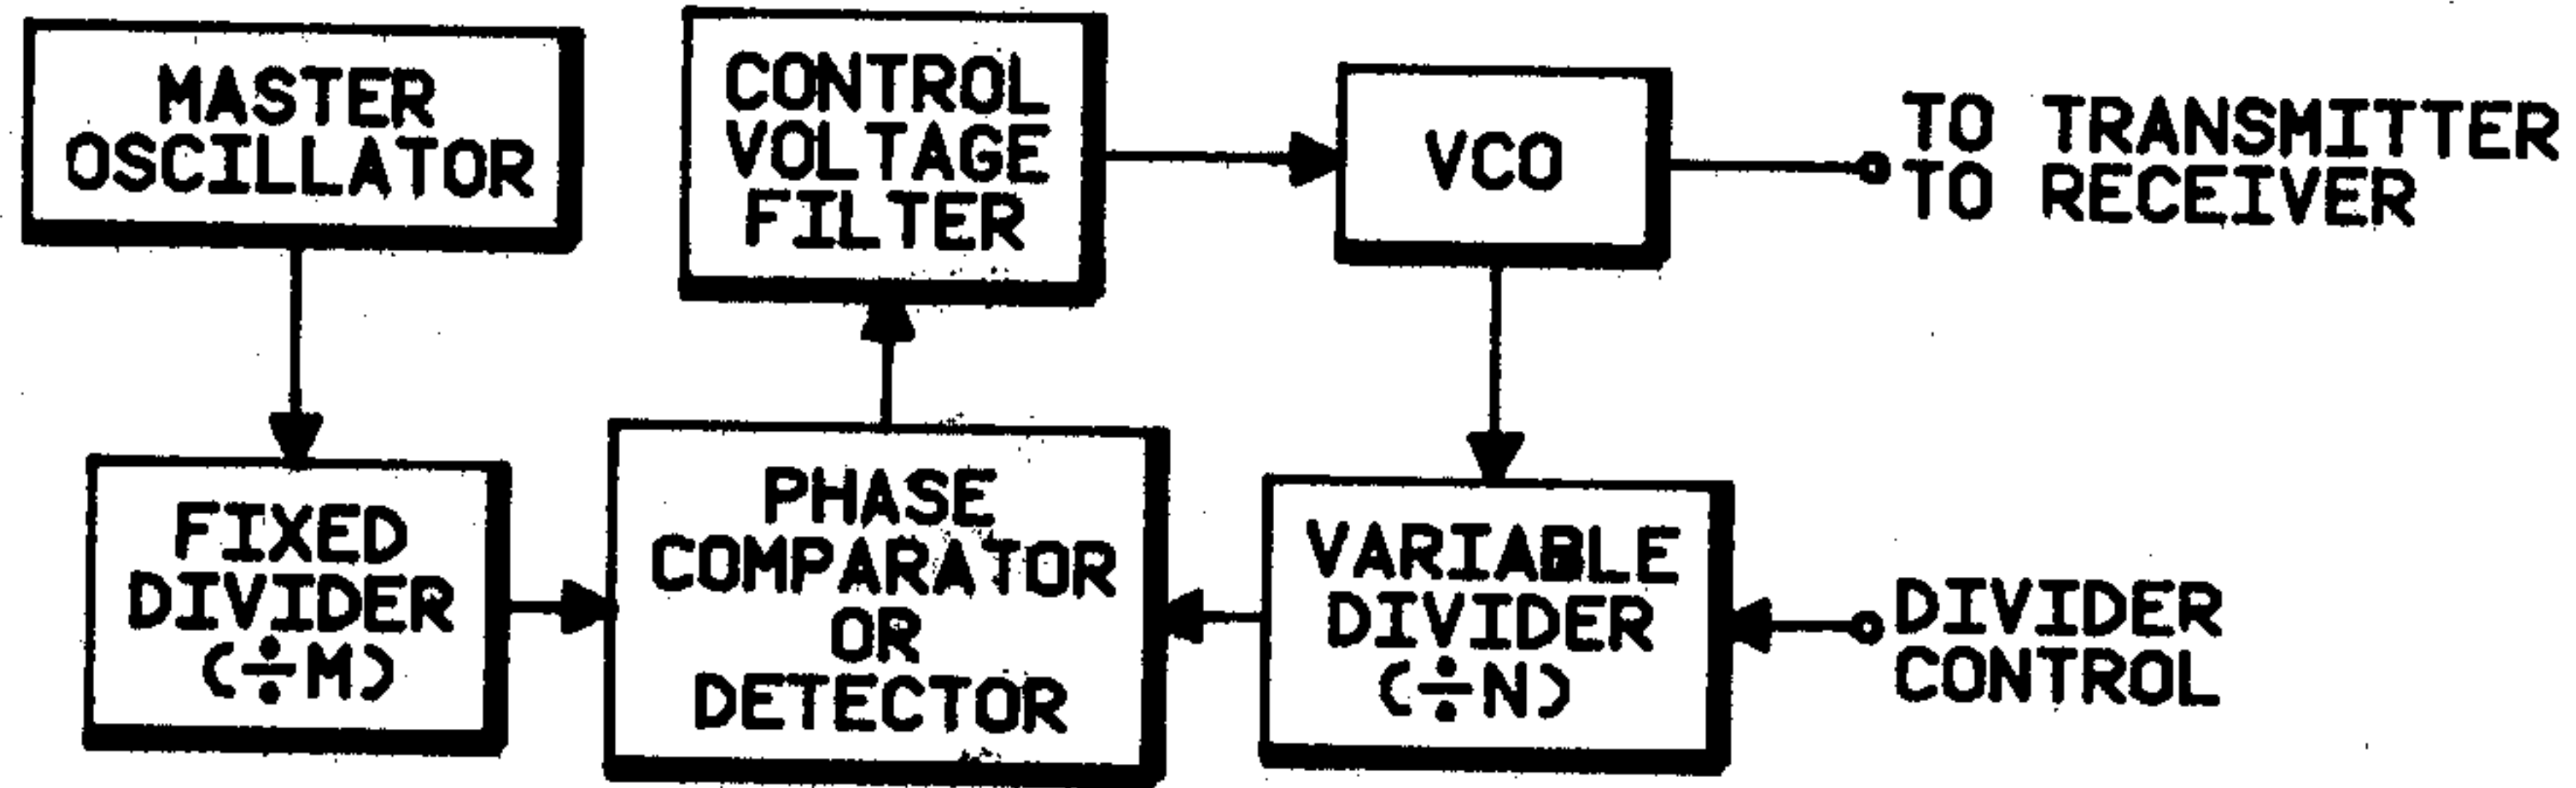 MASTER
OSCILLATOR
CONTROL
VOLTAGE
FILTER
VCO
TO TRANSMITTER
TO RECEIVER
FIXED
DIVIDER
(÷M)
PHASE
COMPARATOR
OR
DETECTOR
VARIABLE
DIVIDER
(÷N)
DIVIDER
CONTROL